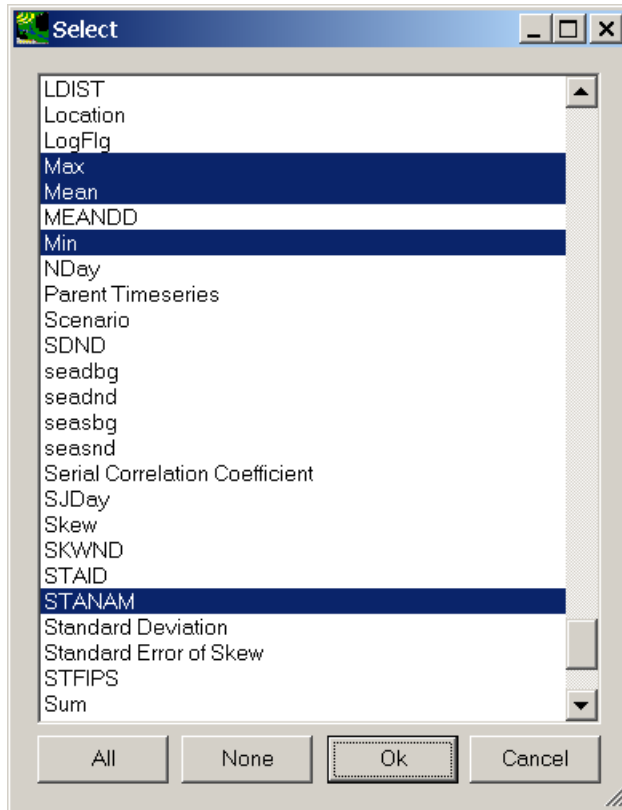 Select
LDIST
Location
LogFlg
Max
Mean
MEANDD
Min
NDay
Parent Timeseries
Scenario
SDND
seadbg
seadnd
seasbg
seasnd
Serial Correlation Coefficient
SJDay
Skew
SKWND
STAID
STANAM
Standard Deviation
Standard Error of Skew
STFIPS
Sum
All None Ok Cancel